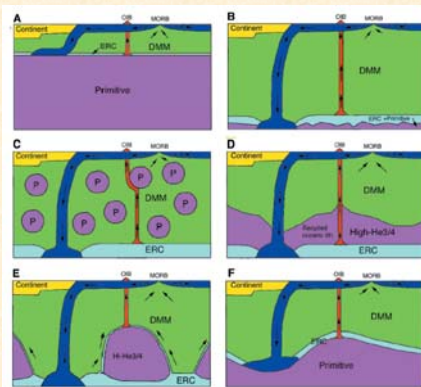 A
OIB
MORB
Continent
ERC
DMM
Primitive
B
OIB
MORB
Continent
DMM
ERC +Primitive
C
OIB
MORB
Continent
P
P
P
P
DMM
P
P
P
P
ERC
D
OIB
MORB
Continent
DMM
Recycled
oceanic lith
High-He3/4
ERC
E
OIB
MORB
Continent
DMM
Hi-He3/4
ERC
F
OIB
MORB
Continent
DMM
ERC
Primitive